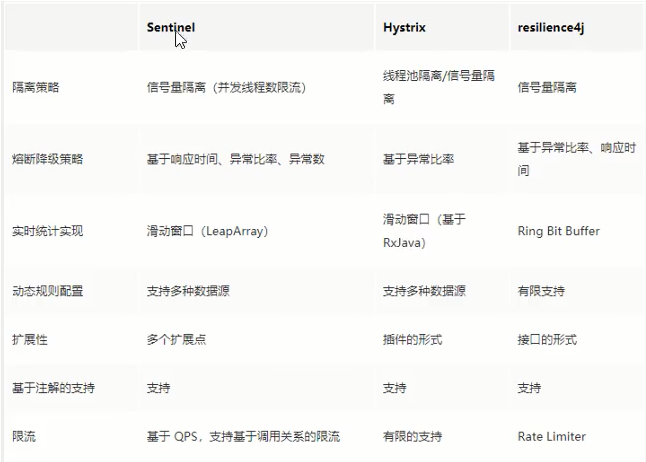 Sentinel Hystrix resilience4j
隔离策略 信号量隔离（并发线程数限流） 线程池隔离/信号量隔离 信号量隔离
熔断降级策略 基于响应时间、异常比率、异常数 基于异常比率 基于异常比率、响应时间
实时统计实现 滑动窗口（LeapArray） 滑动窗口（基于 RxJava） Ring Bit Buffer
动态规则配置 支持多种数据源 支持多种数据源 有限支持
扩展性 多个扩展点 插件的形式 接口的形式
基于注解的支持 支持 支持 支持
限流 基于 QPS，支持基于调用关系的限流 有限的支持 Rate Limiter